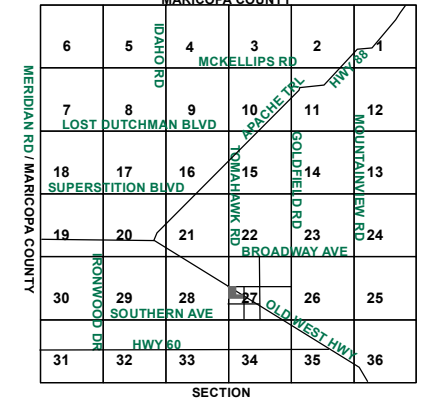 MARICOPA COUNTY
6 5 4 3 2 1
IDAHO RD
MCKELLIPS RD
HWY 88
7 8 9 10 11 12
APACHE TRL
LOST DUTCHMAN BLVD
MERIDIAN RD / MARICOPA COUNTY
TOMAHAWK RD
GOLDFIELD RD
MOUNTAINVIEW RD
18 17 16 15 14 13
SUPERSTITION BLVD
19 20 21 22 23 24
BROADWAY AVE
IRONWOOD DR
30 29 28 27 26 25
SOUTHERN AVE
OLD WEST HWY
HWY 60
31 32 33 34 35 36
SECTION